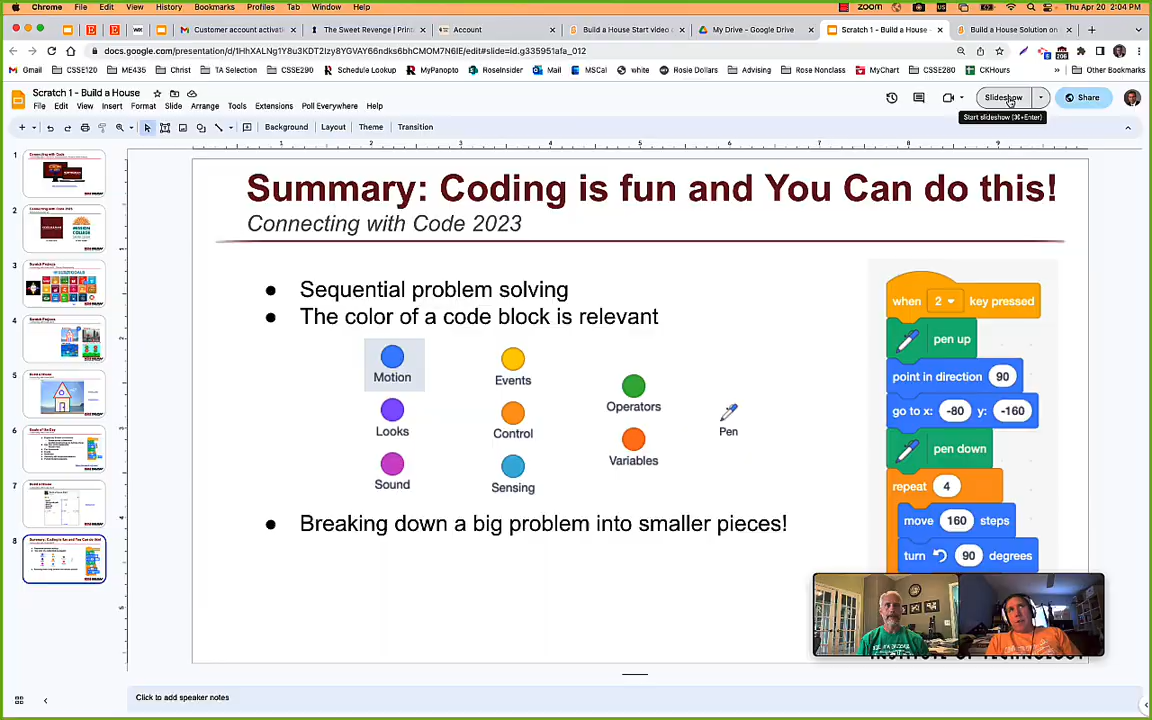 Chrome File Edit View History Bookmarks Profiles Tab Window Help
zoom
Thu Apr 20 2:04 PM
Customer account activati
The Sweet Revenge | Printa
Account
Build a House Start video
My Drive – Google Drive
Scratch 1 - Build a House
Build a House Solution on
docs.google.com/presentation/d/1HhXALNg1Y8u3KDT2Izy8YGVAY66ndks6bhCMOM7N6IE/edit#slide=id.g335951afa_012
Gmail CSSE120 ME435 Christ TA Selection CSSE290 Schedule Lookup MyPanopto RoseInsider Mail MSCal white Rosie Dollars Advising Rose Nonclass MyChart CSSE280 CKHours Other Bookmarks
Scratch 1 - Build a House
File Edit View Insert Format Slide Arrange Tools Extensions Poll Everywhere Help
Slideshow
Share
Start slideshow (⌘+Enter)
Background Layout Theme Transition
Summary: Coding is fun and You Can do this!
Connecting with Code 2023
● Sequential problem solving
● The color of a code block is relevant
Motion
Events
Operators
Pen
Looks
Control
Variables
Sound
Sensing
● Breaking down a big problem into smaller pieces!
when 2 key pressed
pen up
point in direction 90
go to x: -80 y: -160
pen down
repeat 4
move 160 steps
turn 90 degrees
Click to add speaker notes